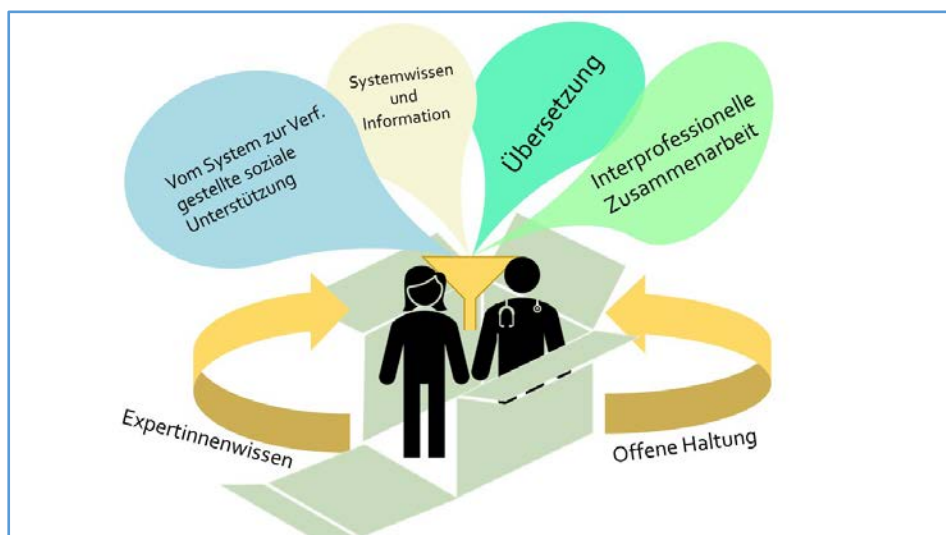 Vom System zur Verf.
gestellte soziale
Unterstützung
Systemwissen
und
Information
Übersetzung
Interprofessionelle
Zusammenarbeit
Expertinnenwissen
Offene Haltung